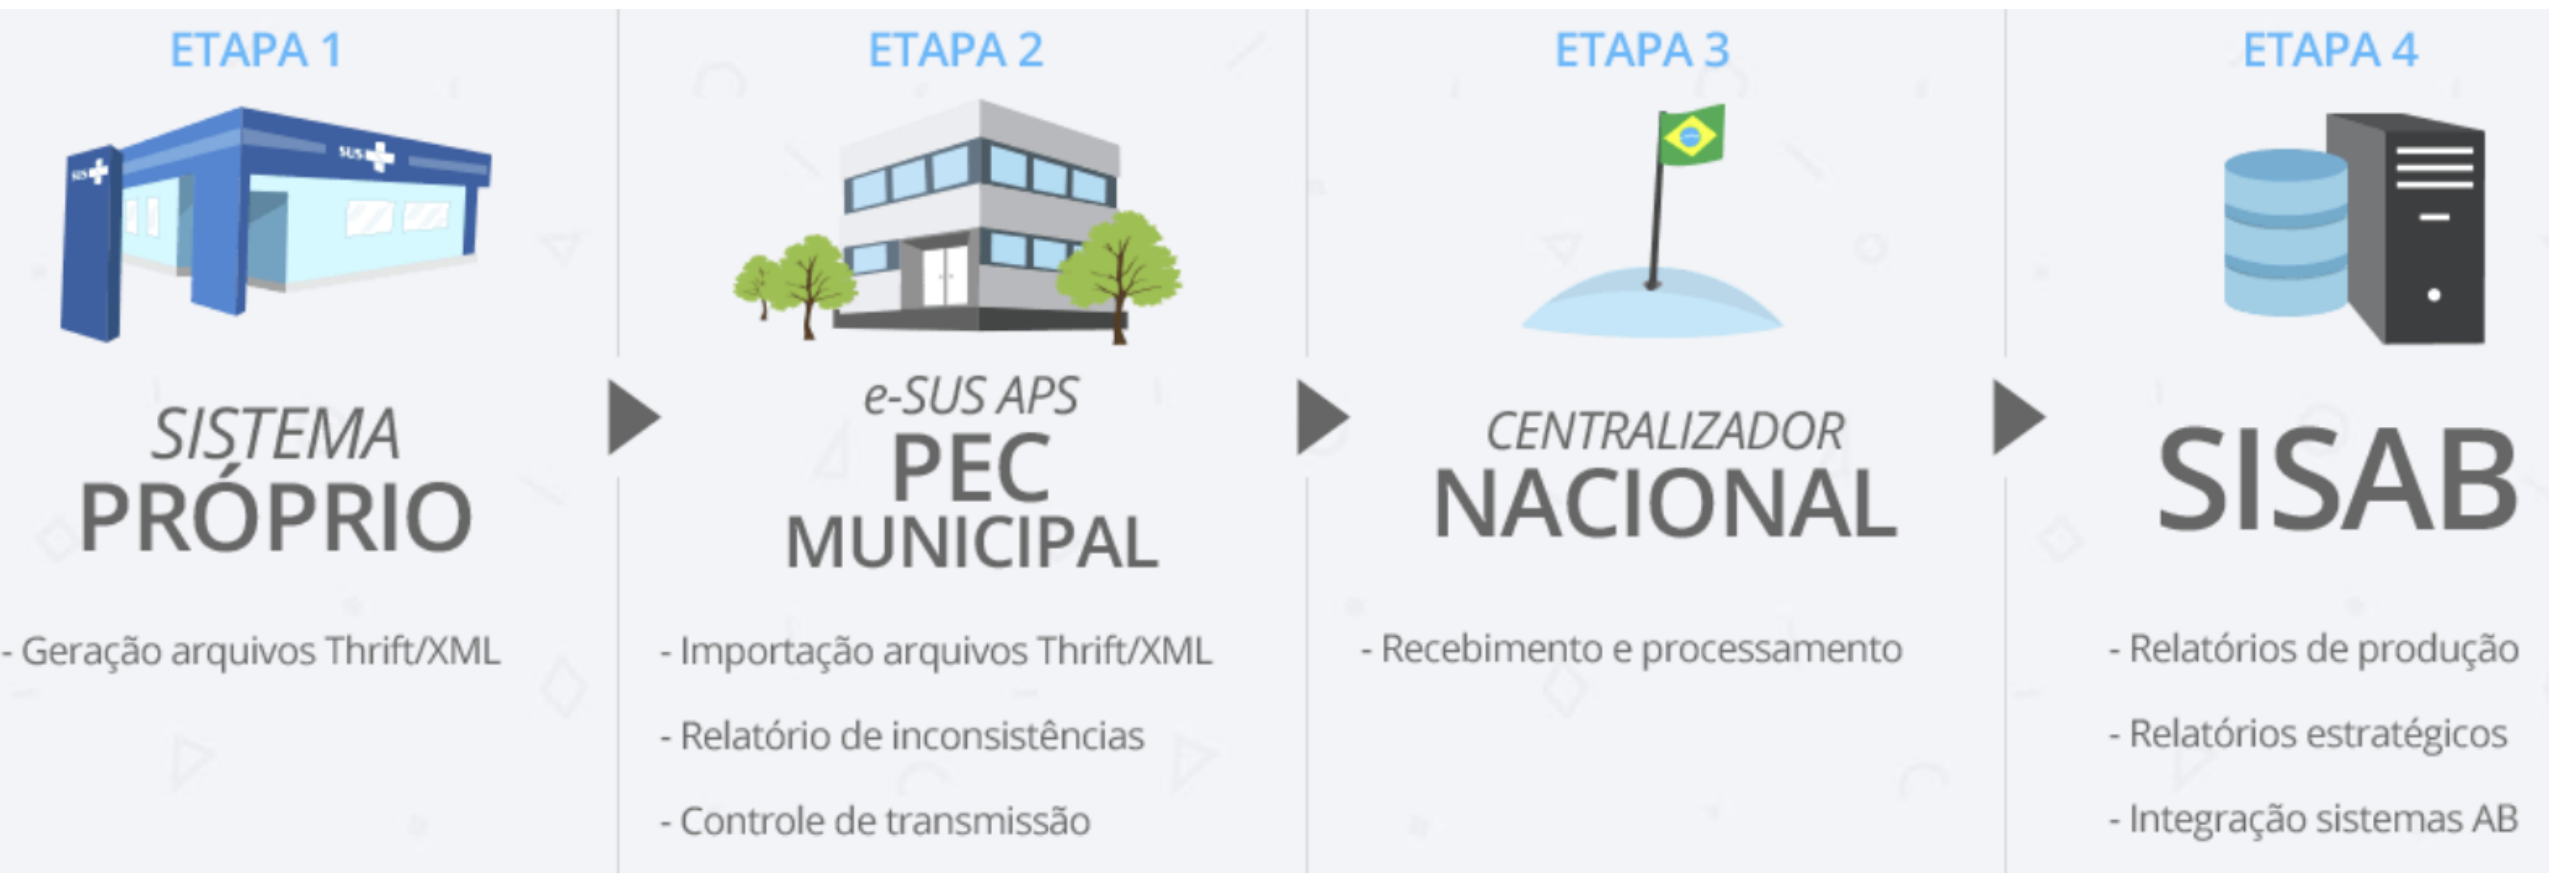 ETAPA 1
SUS
SUS
SISTEMA
PRÓPRIO
- Geração arquivos Thrift/XML
ETAPA 2
e-SUS APS
PEC
MUNICIPAL
- Importação arquivos Thrift/XML
- Relatório de inconsistências
- Controle de transmissão
ETAPA 3
CENTRALIZADOR
NACIONAL
- Recebimento e processamento
ETAPA 4
SISAB
- Relatórios de produção
- Relatórios estratégicos
- Integração sistemas AB